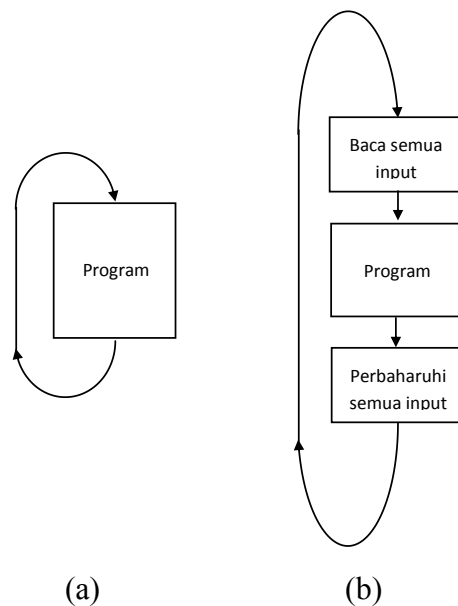 Program
(a)
Baca semua
input
Program
Perbaharuhi
semua input
(b)